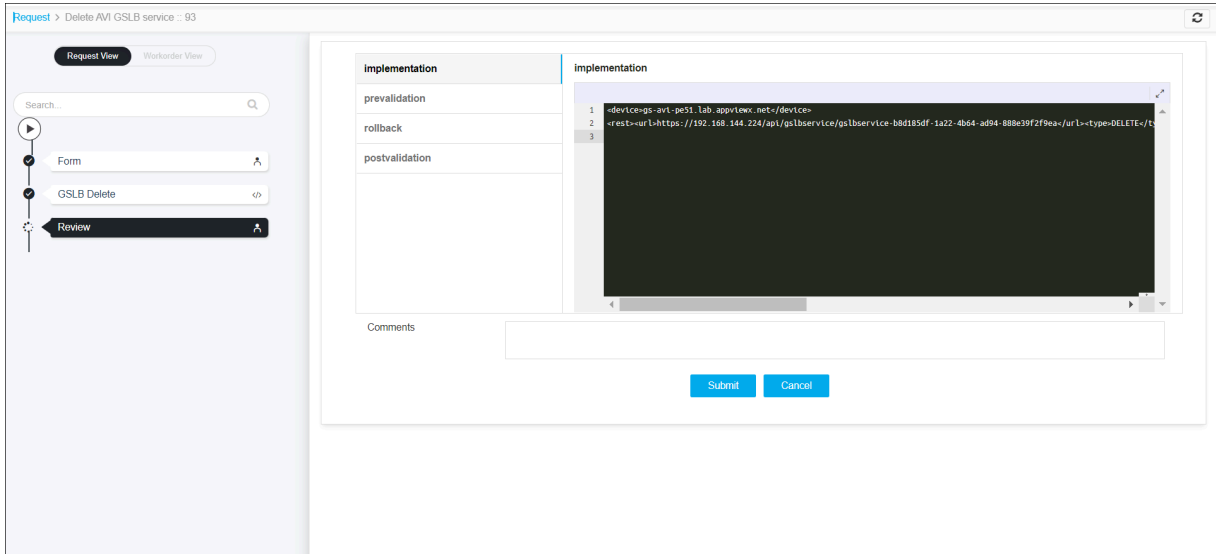 Request > Delete AVI GSLB service :: 93
Request View
Workorder View
Search...
Form
GSLB Delete
</>
Review
implementation
prevalidation
rollback
postvalidation
implementation
1 <device>gs-avi-pe51.lab.appviewx.net</device>
2 <rest><url>https://192.168.144.224/api/gslbservice/gslbservice-b8d185df-1a22-4b64-ad94-888e39f2f9ea</url><type>DELETE</ty
3
Comments
Submit
Cancel